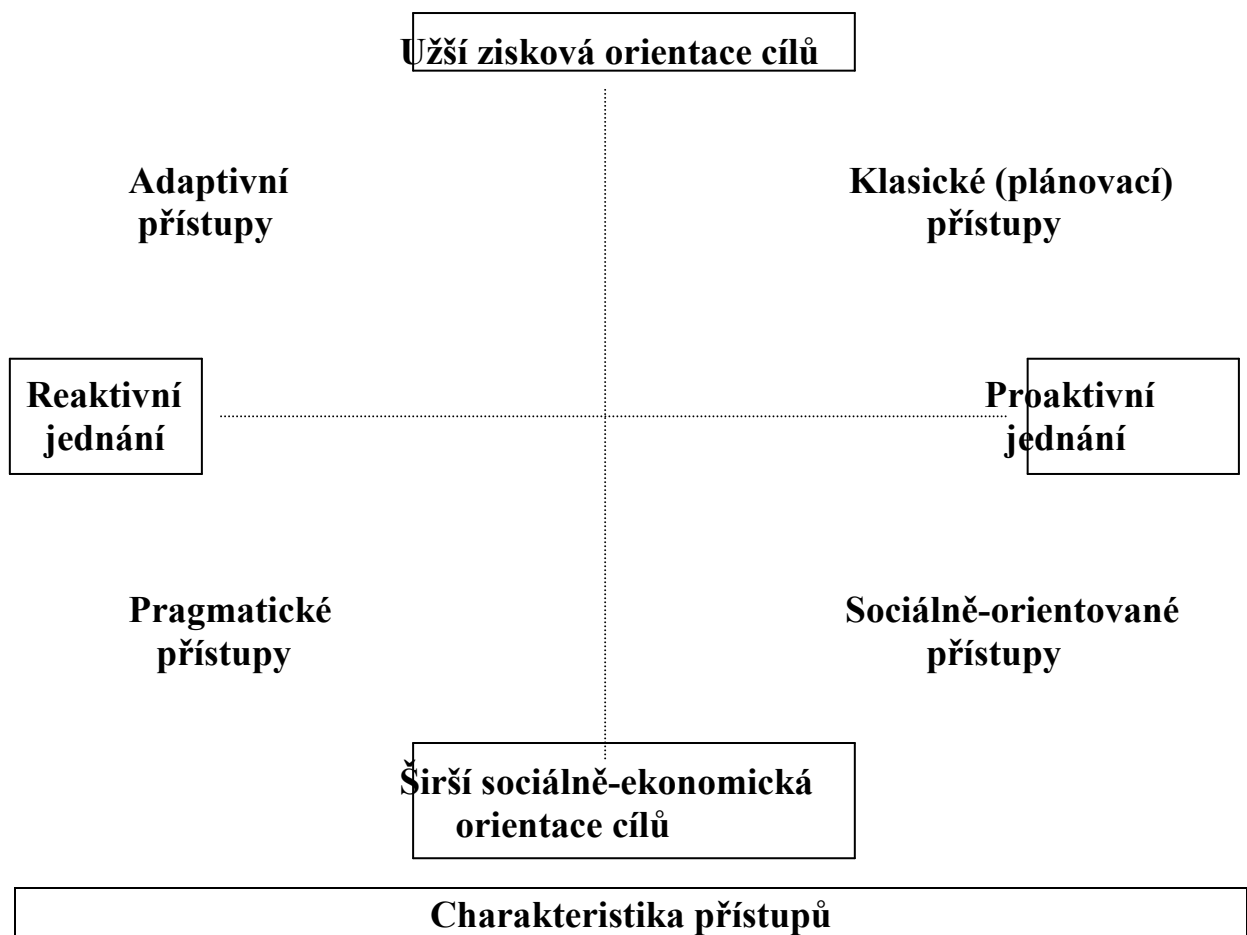 Užší zisková orientace cílů
Adaptivní
přístupy
Klasické (plánovací)
přístupy
Reaktivní
jednání
Proaktivní
jednání
Pragmatické
přístupy
Sociálně-orientované
přístupy
Širší sociálně-ekonomická
orientace cílů
Charakteristika přístupů